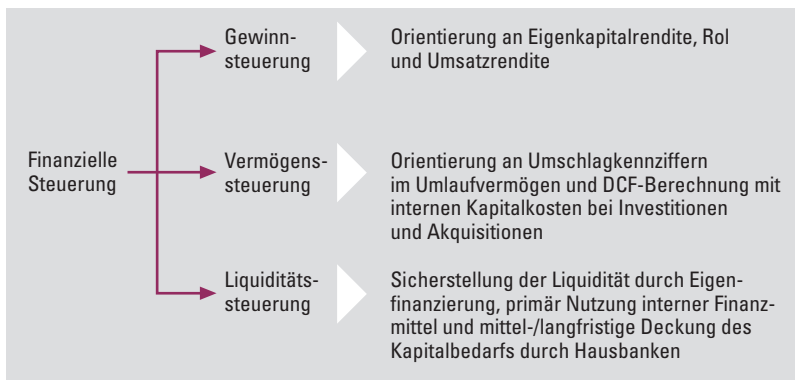 Gewinn-
steuerung
Orientierung an Eigenkapitalrendite, RoI
und Umsatzrendite
Finanzielle
Steuerung
Vermögens-
steuerung
Orientierung an Umschlagkennziffern
im Umlaufvermögen und DCF-Berechnung mit
internen Kapitalkosten bei Investitionen
und Akquisitionen
Liquiditäts-
steuerung
Sicherstellung der Liquidität durch Eigen-
finanzierung, primär Nutzung interner Finanz-
mittel und mittel-/langfristige Deckung des
Kapitalbedarfs durch Hausbanken